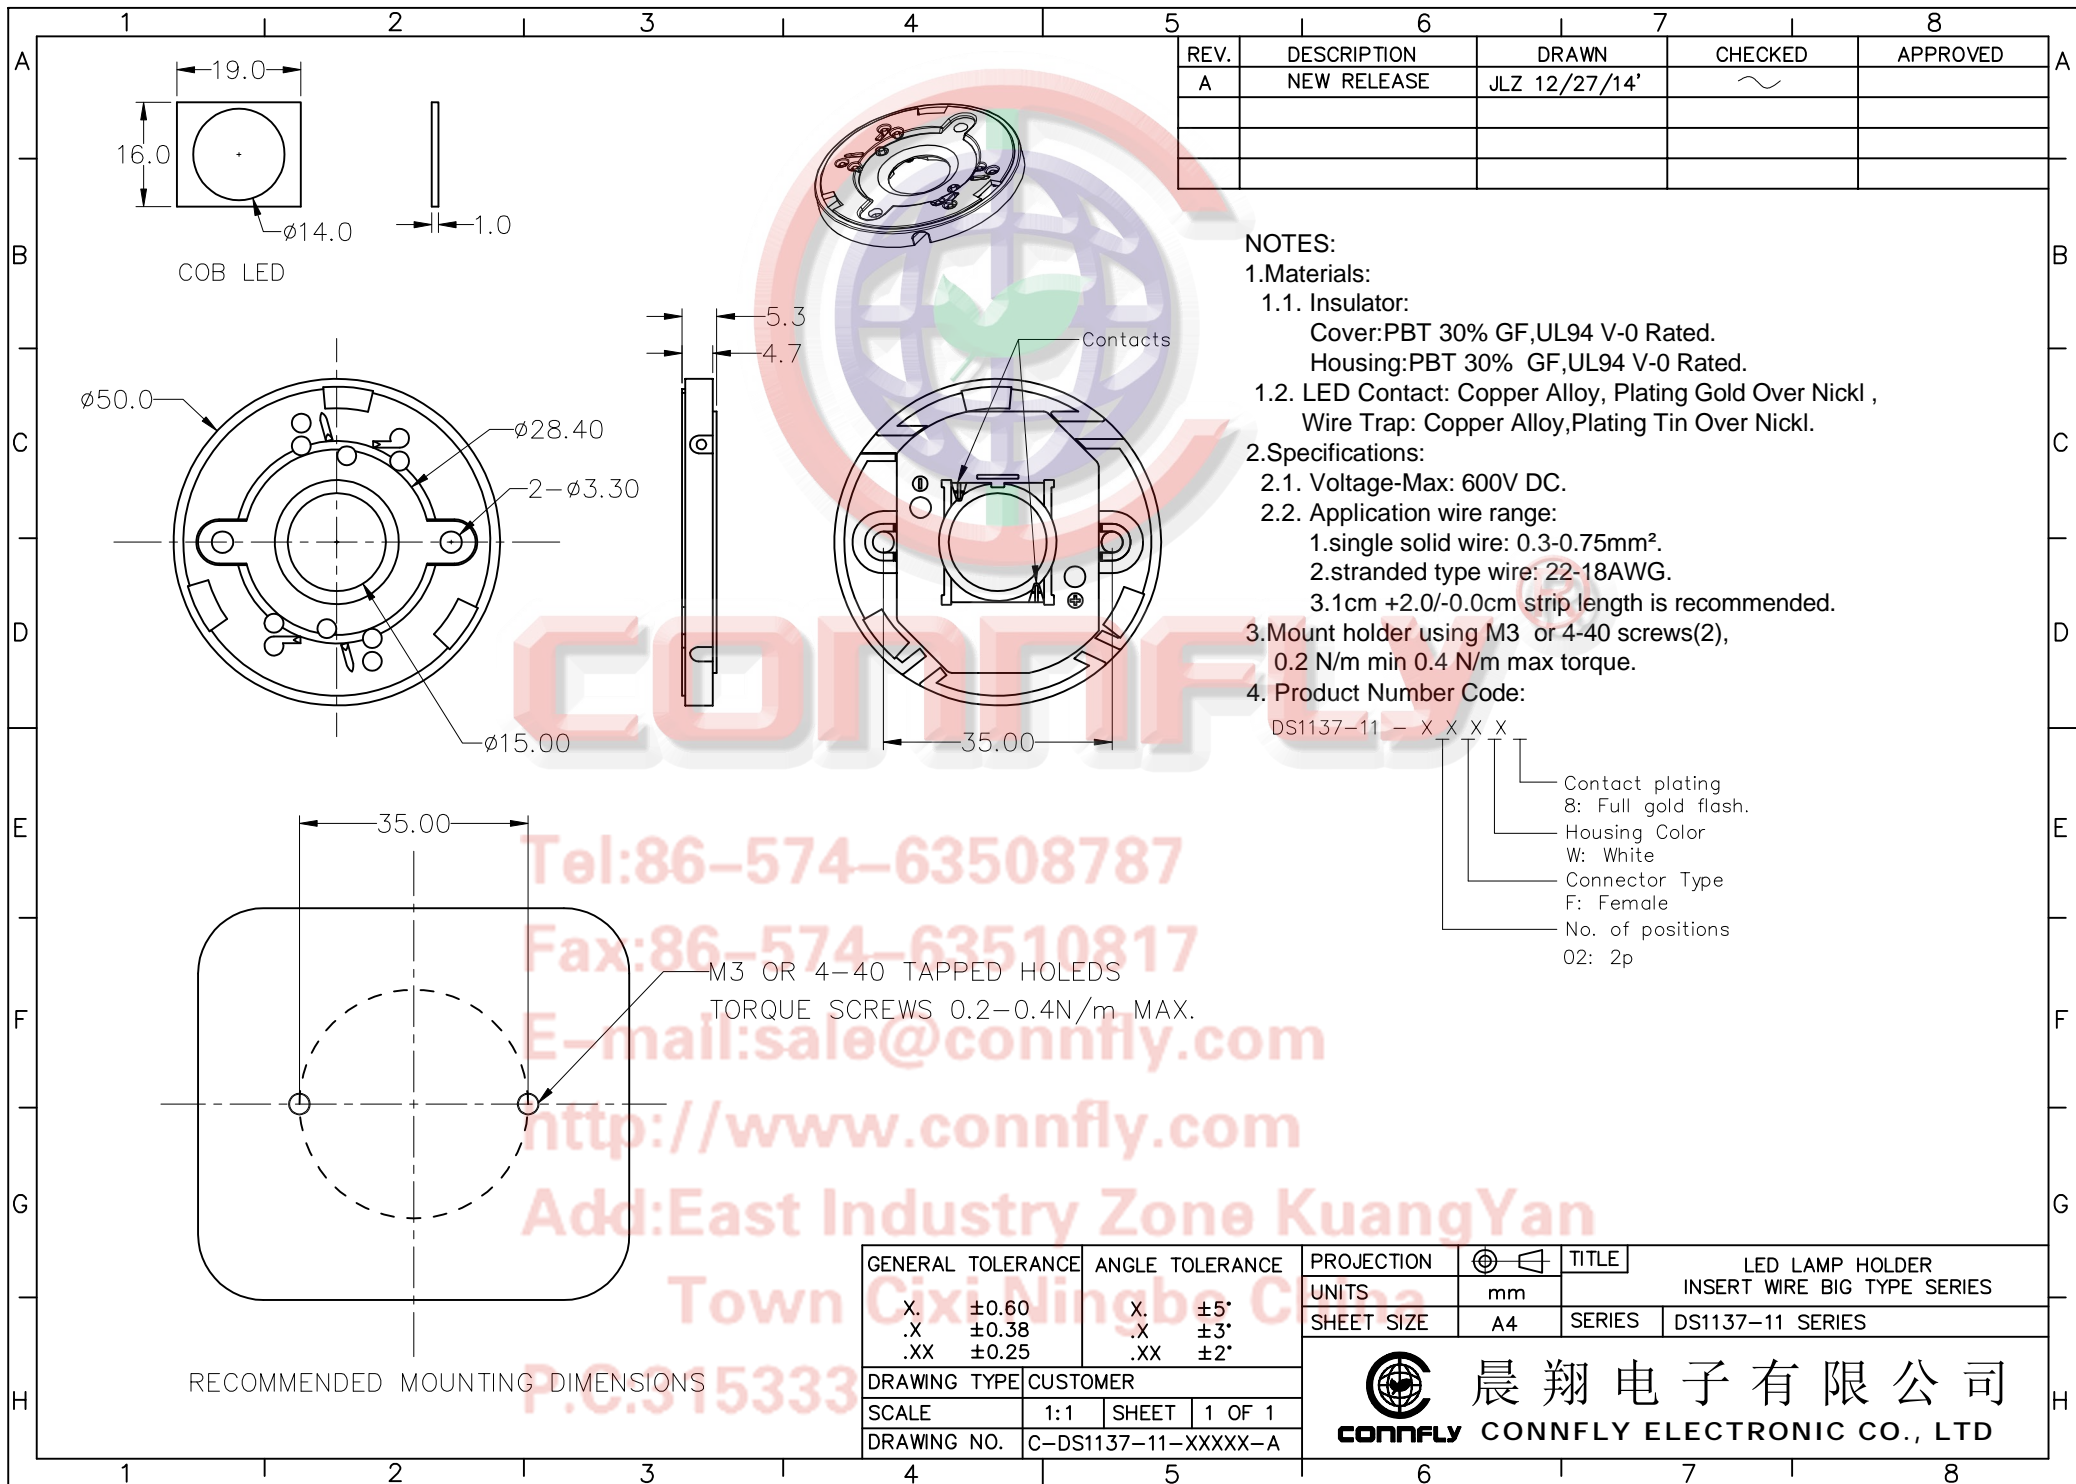 1 2 3 4 5 6 7 8
A
B
C
D
E
F
G
H
A
B
C
D
E
F
G
H
REV. DESCRIPTION DRAWN CHECKED APPROVED
A NEW RELEASE JLZ 12/27/14'
19.0
16.0
ø14.0
1.0
COB LED
5.3
4.7
Contacts
ø50.0
ø28.40
2-ø3.30
ø15.00
35.00
NOTES:
1.Materials:
1.1. Insulator:
Cover:PBT 30% GF,UL94 V-0 Rated.
Housing:PBT 30%  GF,UL94 V-0 Rated.
1.2. LED Contact: Copper Alloy, Plating Gold Over Nickl ,
Wire Trap: Copper Alloy,Plating Tin Over Nickl.
2.Specifications:
2.1. Voltage-Max: 600V DC.
2.2. Application wire range:
1.single solid wire: 0.3-0.75mm².
2.stranded type wire: 22-18AWG.
3.1cm +2.0/-0.0cm strip length is recommended.
3.Mount holder using M3  or 4-40 screws(2),
0.2 N/m min 0.4 N/m max torque.
4. Product Number Code:
DS1137-11 - X X X X
Contact plating
8: Full gold flash.
Housing Color
W: White
Connector Type
F: Female
No. of positions
02: 2p
35.00
M3 OR 4-40 TAPPED HOLEDS
TORQUE SCREWS 0.2-0.4N/m MAX.
RECOMMENDED MOUNTING DIMENSIONS
CONNFLY ®
Tel:86-574-63508787
Fax:86-574-63510817
E-mail:sale@connfly.com
http://www.connfly.com
Add:East Industry Zone KuangYan
Town Cixi Ningbo China
P.C:315333
GENERAL TOLERANCE ANGLE TOLERANCE
X. ±0.60 X. ±5°
.X ±0.38 .X ±3°
.XX ±0.25 .XX ±2°
DRAWING TYPE CUSTOMER
SCALE 1:1 SHEET 1 OF 1
DRAWING NO. C-DS1137-11-XXXXX-A
PROJECTION TITLE LED LAMP HOLDER
INSERT WIRE BIG TYPE SERIES
UNITS mm
SHEET SIZE A4 SERIES DS1137-11 SERIES
晨翔电子有限公司
CONNFLY CONNFLY ELECTRONIC CO., LTD
1 2 3 4 5 6 7 8